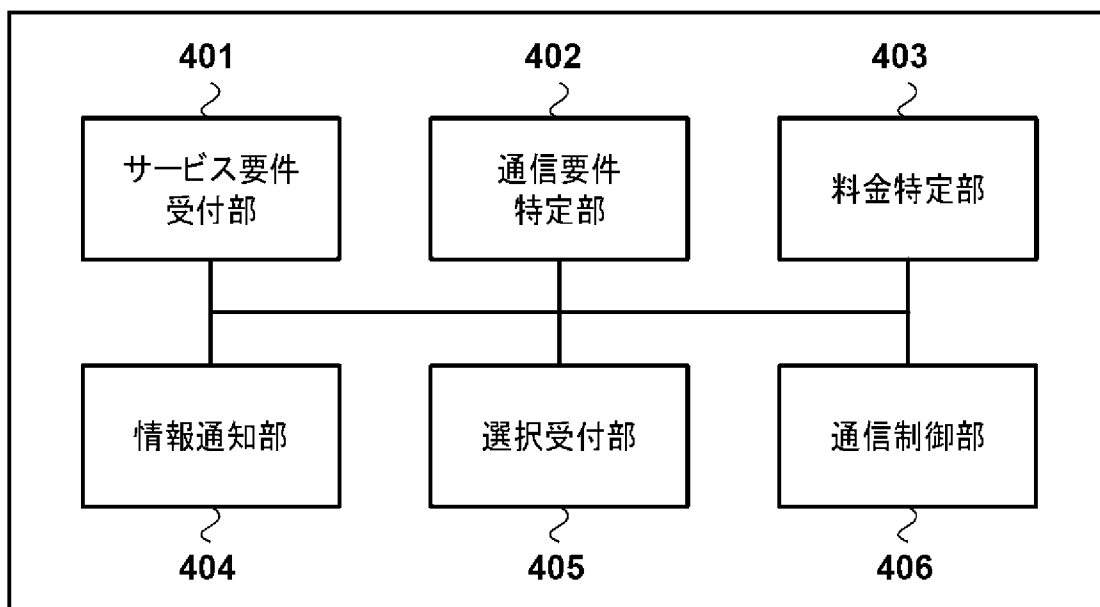 401
402
403
サービス要件
受付部
通信要件
特定部
料金特定部
情報通知部
選択受付部
通信制御部
404
405
406